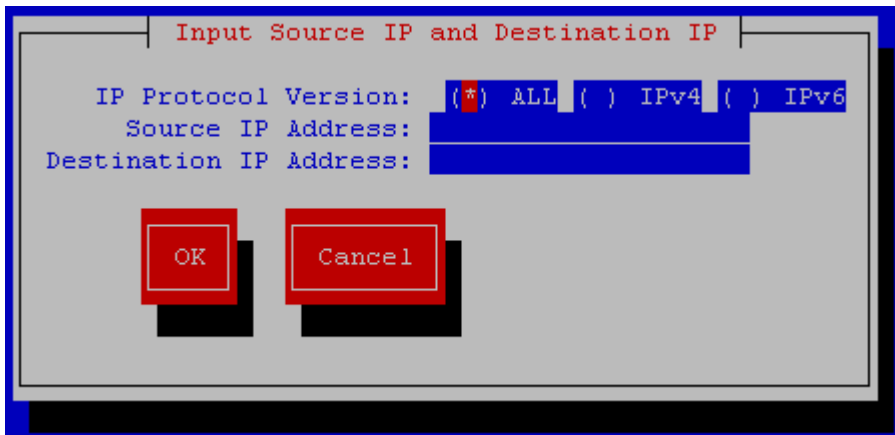 Input Source IP and Destination IP
IP Protocol Version: (*) ALL ( ) IPv4 ( ) IPv6
Source IP Address:
Destination IP Address:
OK Cancel